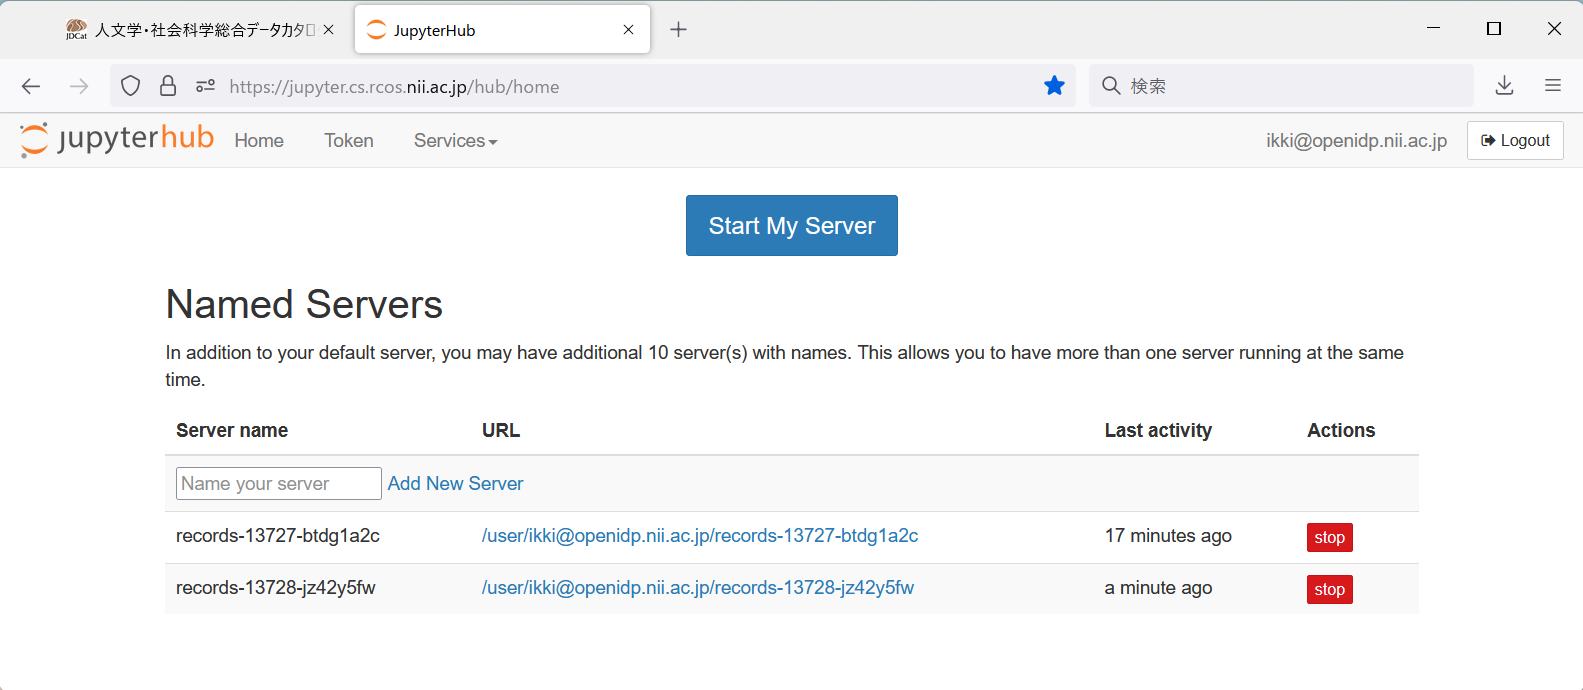 JDCat 人文学・社会科学総合データカタロ
JupyterHub
https://jupyter.cs.rcos.nii.ac.jp/hub/home
検索
jupyterhub Home Token Services ikki@openidp.nii.ac.jp Logout
Start My Server
Named Servers
In addition to your default server, you may have additional 10 server(s) with names. This allows you to have more than one server running at the same
time.
Server name URL Last activity Actions
Name your server Add New Server
records-13727-btdg1a2c /user/ikki@openidp.nii.ac.jp/records-13727-btdg1a2c 17 minutes ago stop
records-13728-jz42y5fw /user/ikki@openidp.nii.ac.jp/records-13728-jz42y5fw a minute ago stop